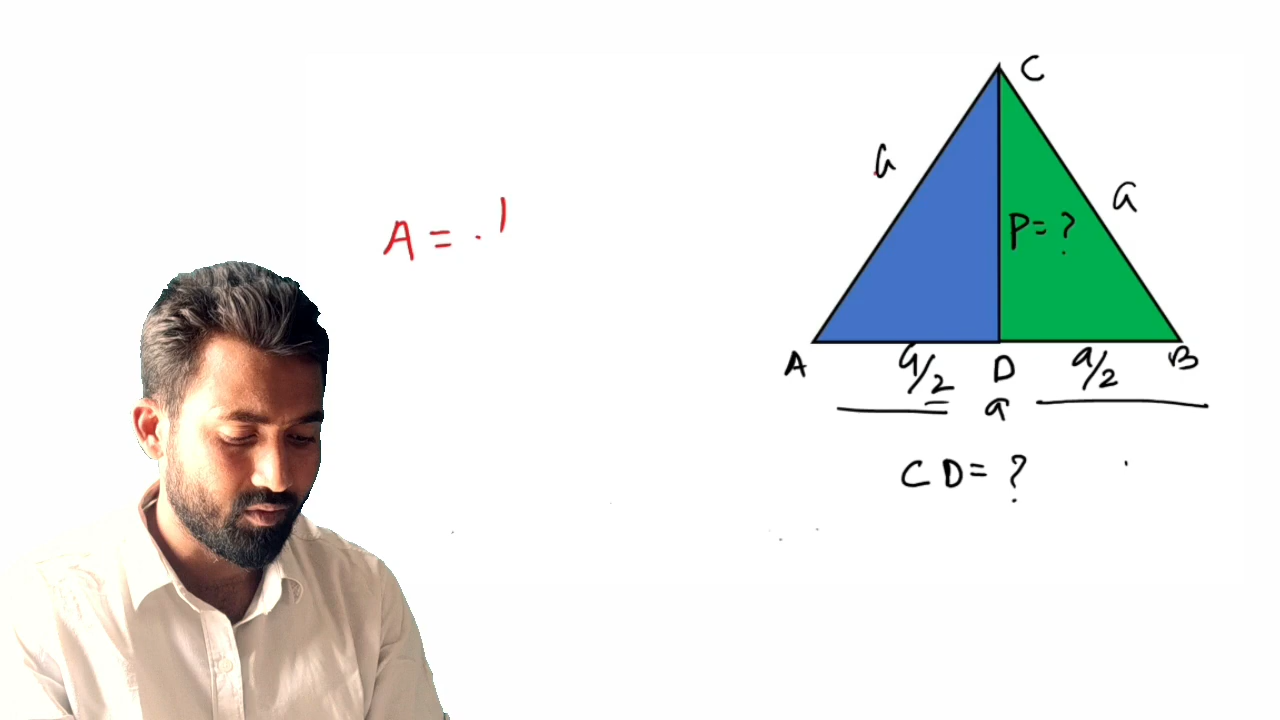 C
a
a
P = ?
A = . 1
A
a/2
D
a/2
B
a
CD = ?